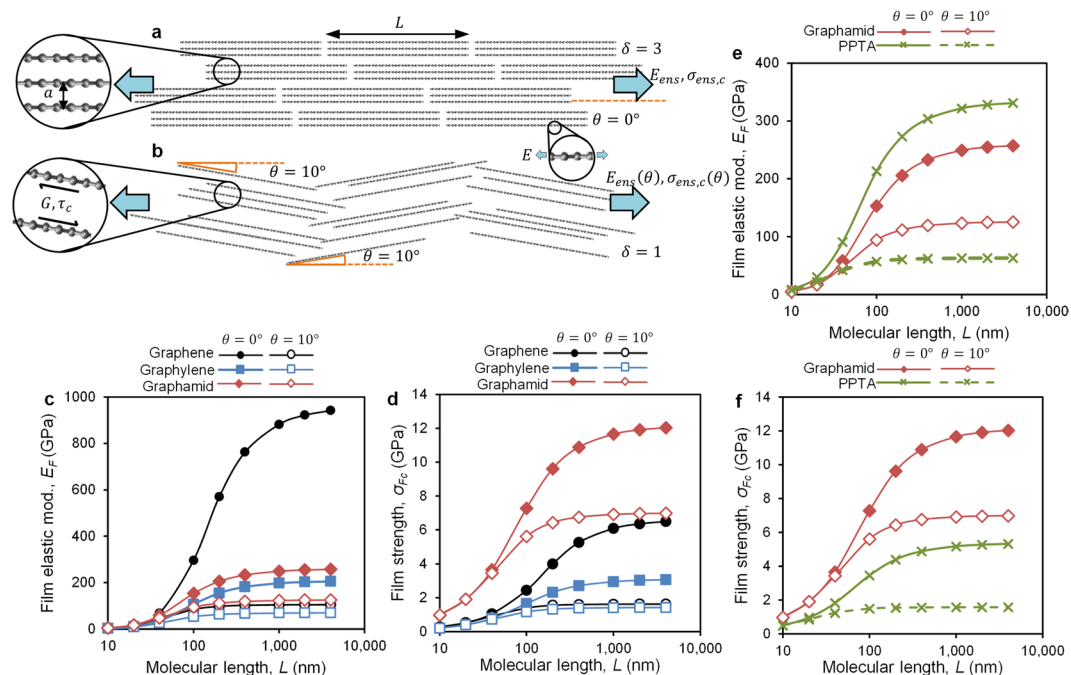 a
L
δ = 3
a
E_ens, σ_ens,c
θ = 0°
b
θ = 10°
E
G, τ_c
E_ens(θ), σ_ens,c(θ)
θ = 10°
δ = 1
θ = 0° θ = 10°
Graphamid
PPTA
e
400
300
200
100
0
Film elastic mod., E_F (GPa)
10 100 1,000 10,000
Molecular length, L (nm)
θ = 0° θ = 10°
Graphene
Graphylene
Graphamid
c
1000
800
600
400
200
0
Film elastic mod., E_F (GPa)
10 100 1,000 10,000
Molecular length, L (nm)
θ = 0° θ = 10°
Graphene
Graphylene
Graphamid
d
14
12
10
8
6
4
2
0
Film strength, σ_Fc (GPa)
10 100 1,000 10,000
Molecular length, L (nm)
θ = 0° θ = 10°
Graphamid
PPTA
f
14
12
10
8
6
4
2
0
Film strength, σ_Fc (GPa)
10 100 1,000 10,000
Molecular length, L (nm)